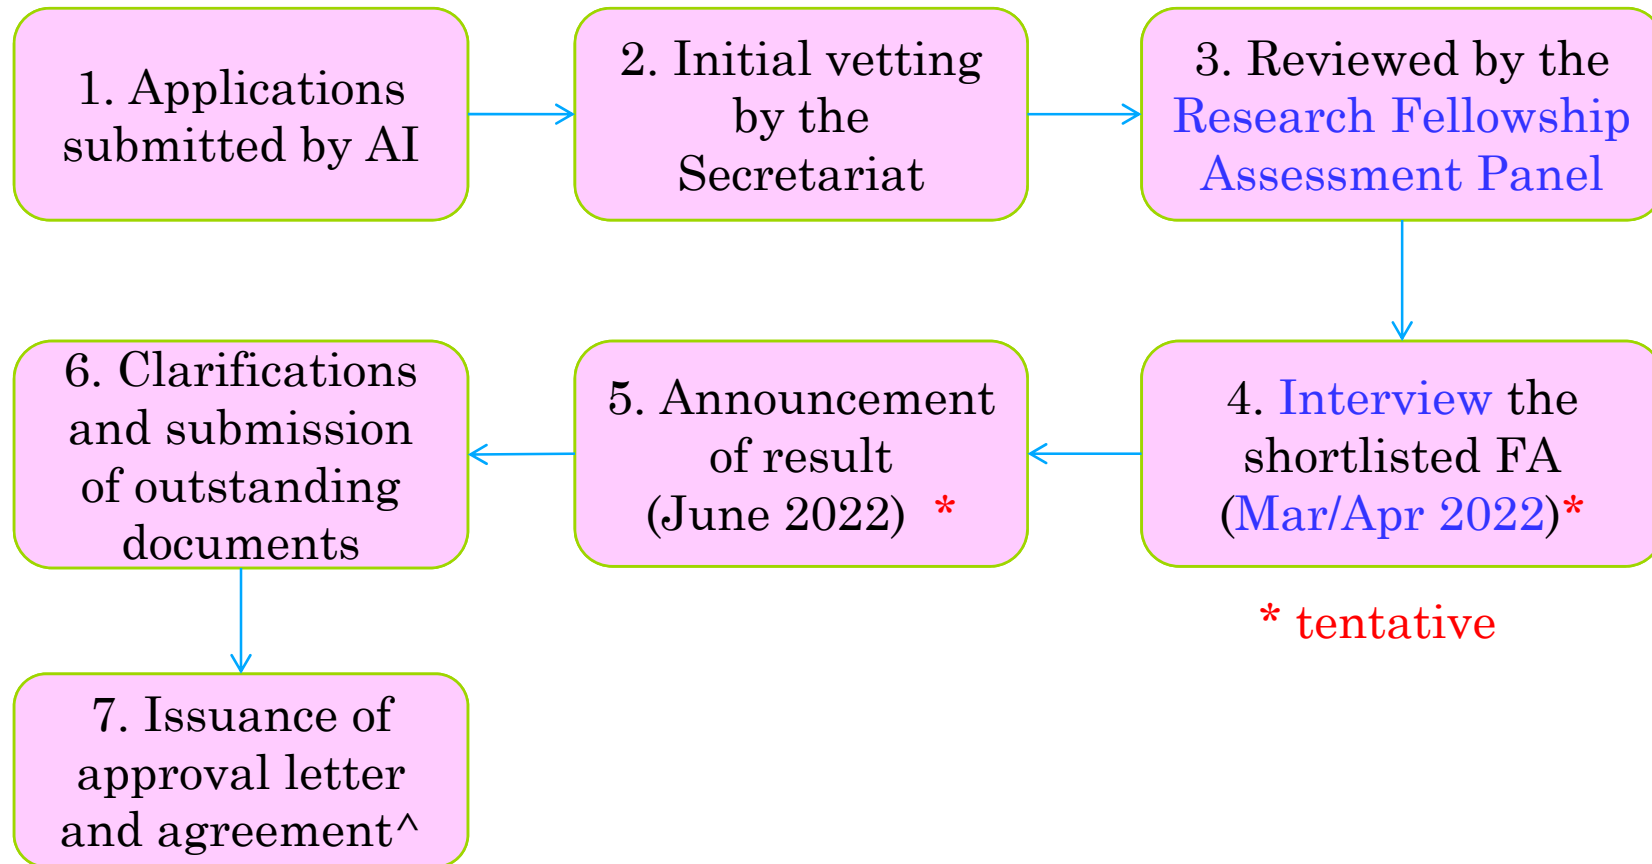 1. Applications
submitted by AI
2. Initial vetting
by the
Secretariat
3. Reviewed by the
Research Fellowship
Assessment Panel
4. Interview the
shortlisted FA
(Mar/Apr 2022)*
* tentative
5. Announcement
of result
(June 2022) *
6. Clarifications
and submission
of outstanding
documents
7. Issuance of
approval letter
and agreement^